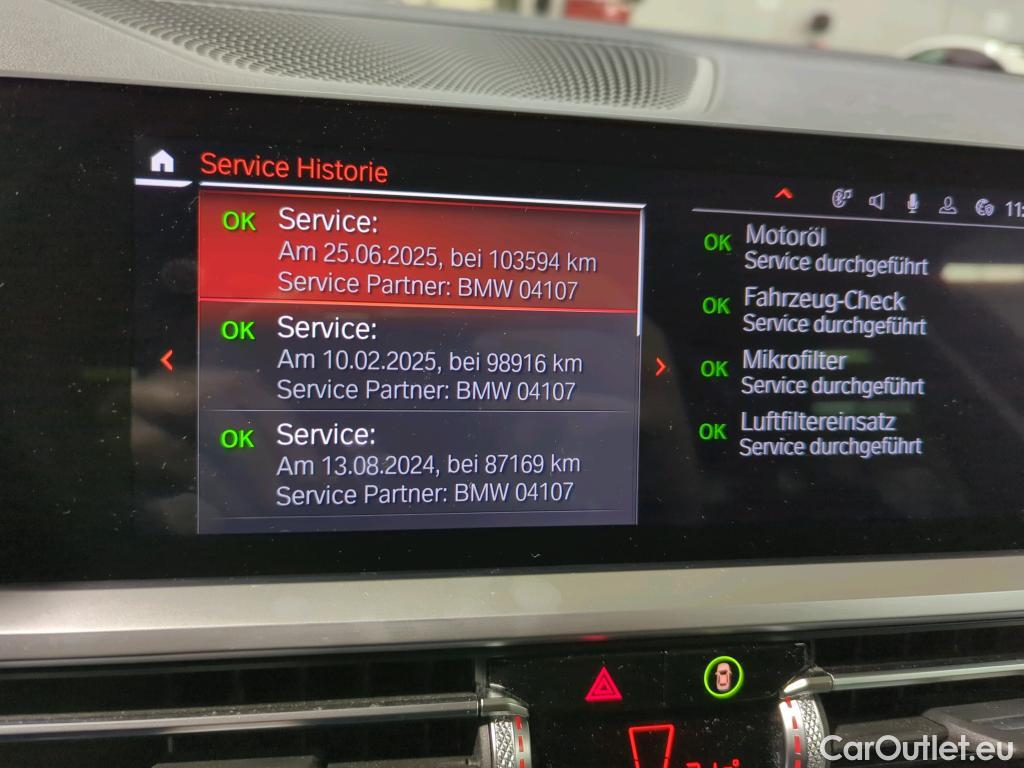 Service Historie
OK Service:
Am 25.06.2025, bei 103594 km
Service Partner: BMW 04107
OK Service:
Am 10.02.2025, bei 98916 km
Service Partner: BMW 04107
OK Service:
Am 13.08.2024, bei 87169 km
Service Partner: BMW 04107
OK Motoröl
Service durchgeführt
OK Fahrzeug-Check
Service durchgeführt
OK Mikrofilter
Service durchgeführt
OK Luftfiltereinsatz
Service durchgeführt
CarOutlet.eu